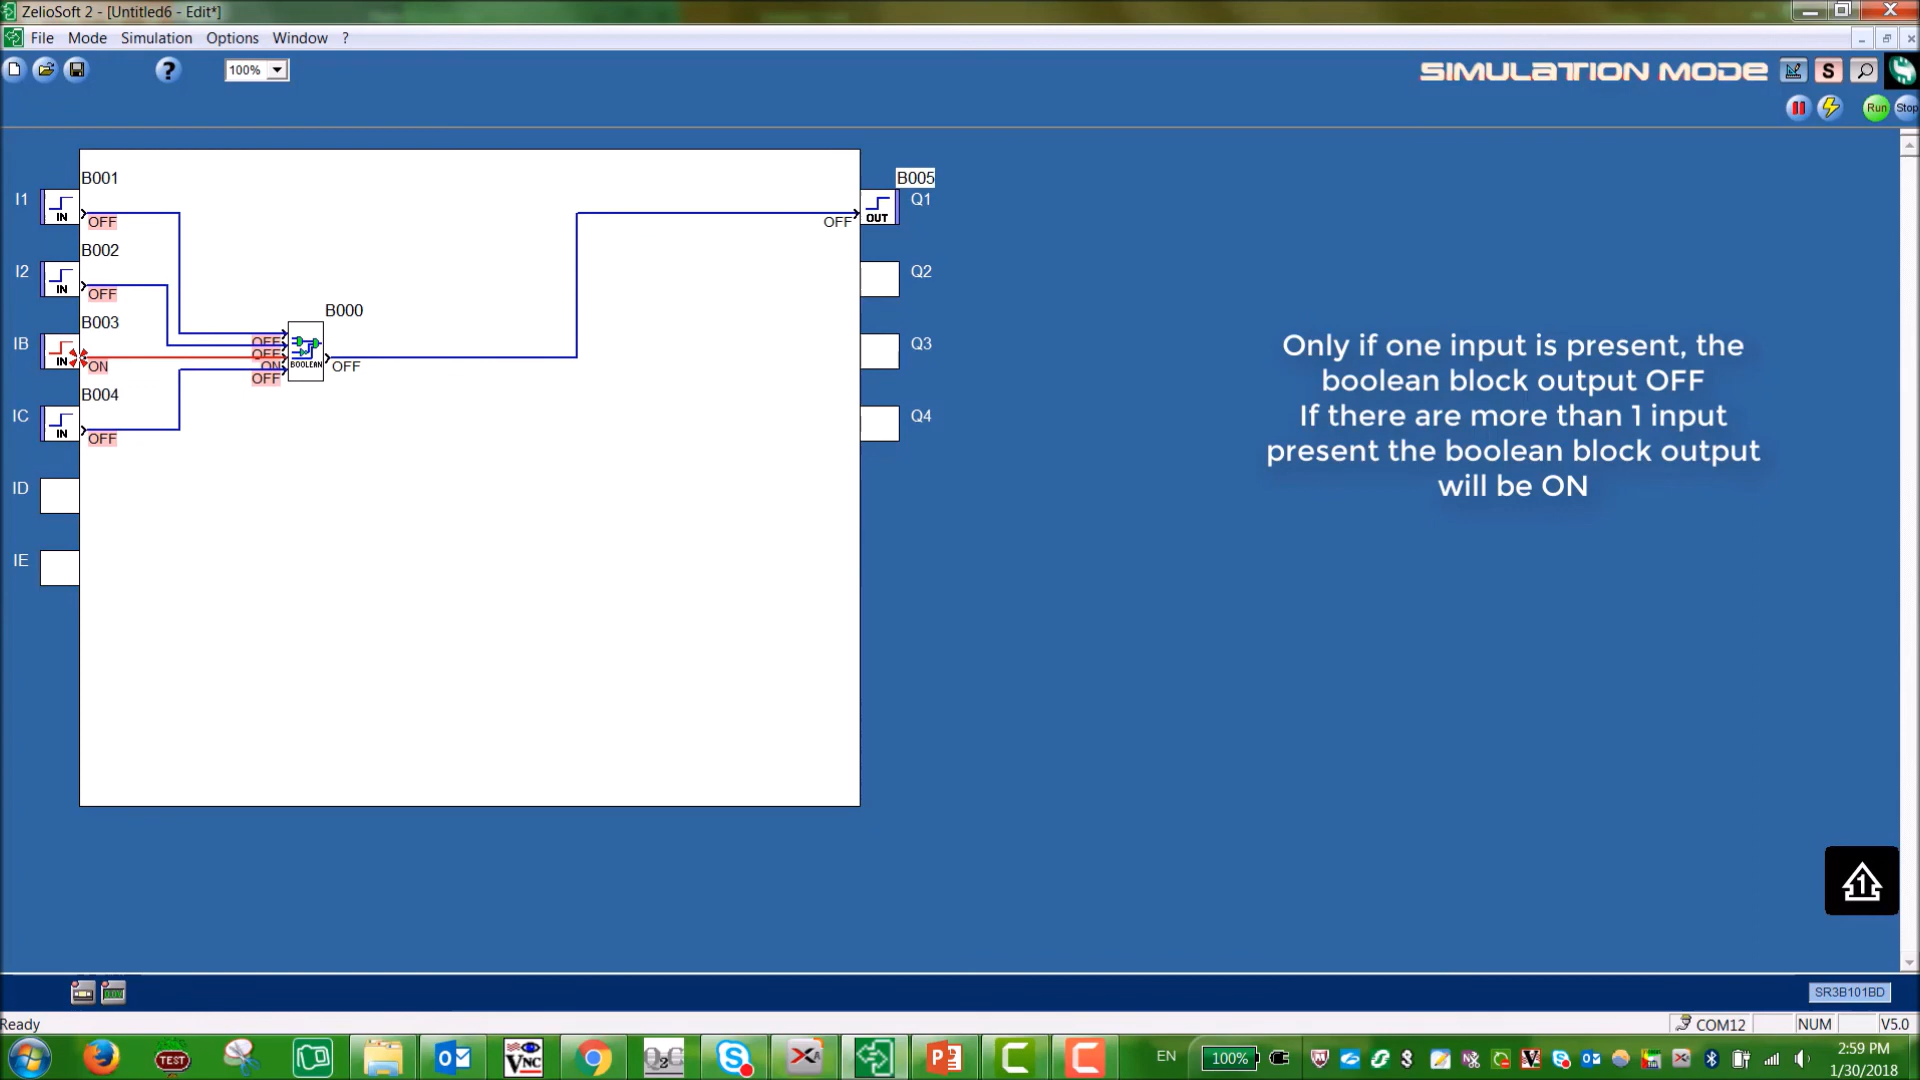 ZelioSoft 2 - [Untitled6 - Edit*]
File Mode Simulation Options Window ?
100%
SIMULATION MODE
S
Run Stop
B001
I1
IN
OFF
B002
I2
IN
OFF
B003
IB
IN
ON
B004
IC
IN
OFF
ID
IE
B000
OFF
OFF
ON
OFF
BOOLEAN
OFF
B005
Q1
OUT
OFF
Q2
Q3
Q4
Only if one input is present, the
boolean block output OFF
If there are more than 1 input
present the boolean block output
will be ON
1
SR3B101BD
Ready
COM12 NUM V5.0
TEST
VNC
Q2C
EN
100%
2:59 PM
1/30/2018